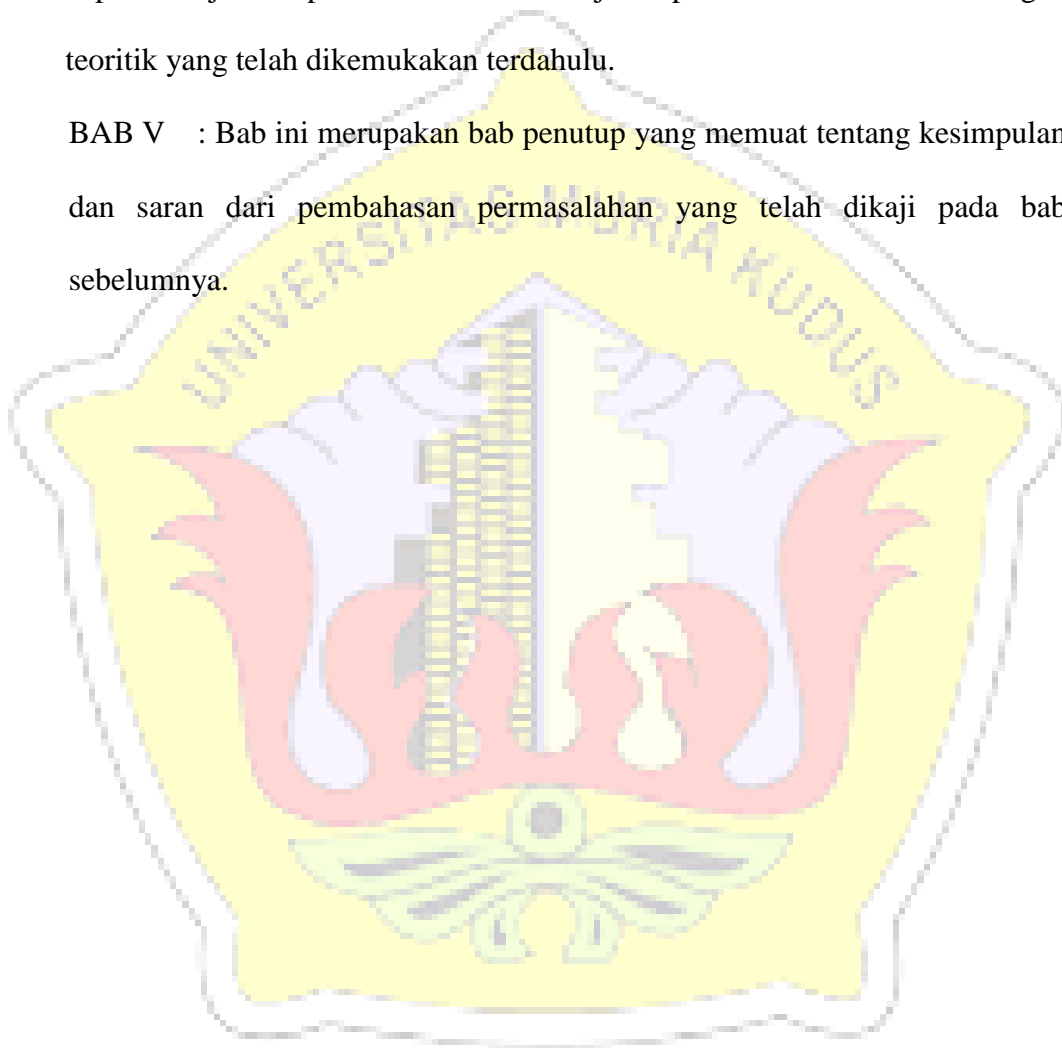 teoritik yang telah dikemukakan terdahulu.
BAB V : Bab ini merupakan bab penutup yang memuat tentang kesimpulan
dan saran dari pembahasan permasalahan yang telah dikaji pada bab
sebelumnya.
UNIVERSITAS MURIA KUDUS